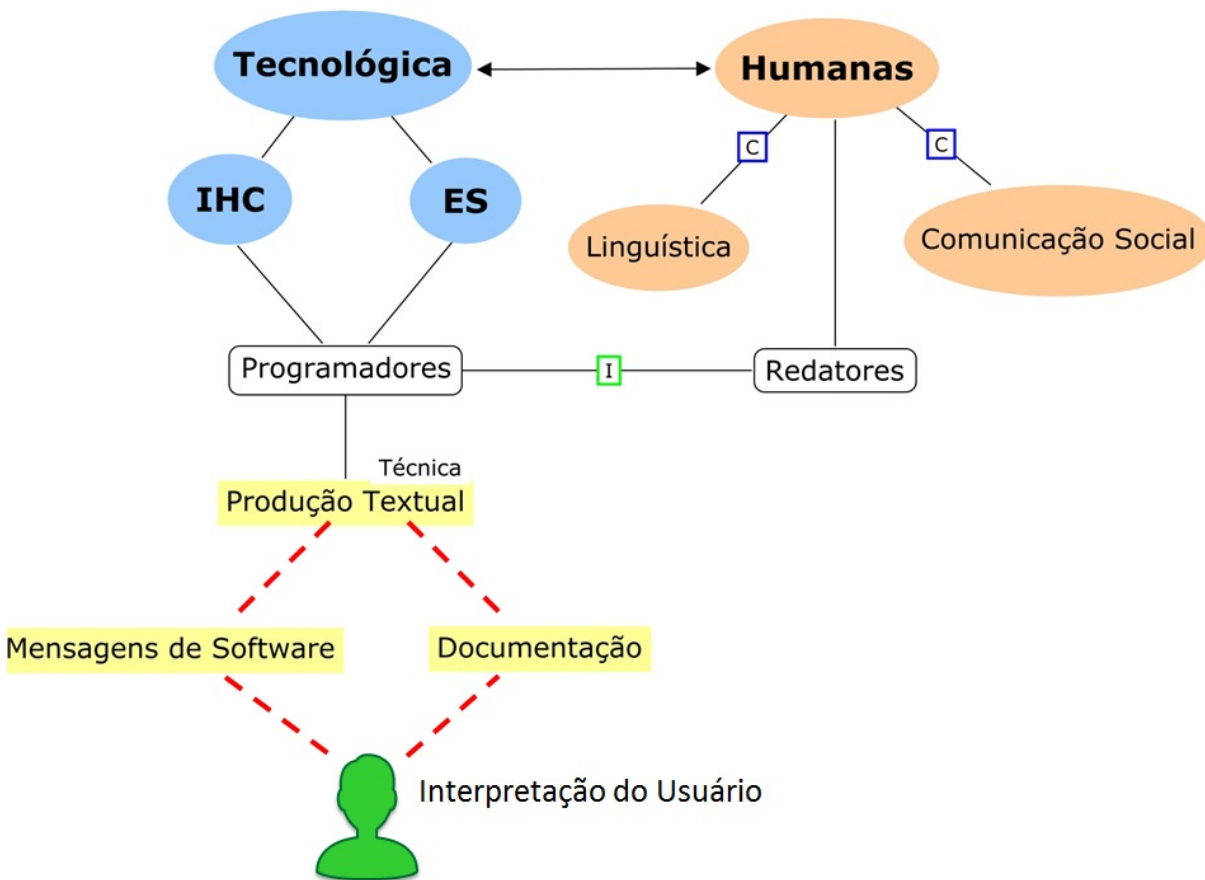 Tecnológica
Humanas
C
C
IHC
ES
Linguística
Comunicação Social
Programadores
I
Redatores
Técnica
Produção Textual
Mensagens de Software
Documentação
Interpretação do Usuário